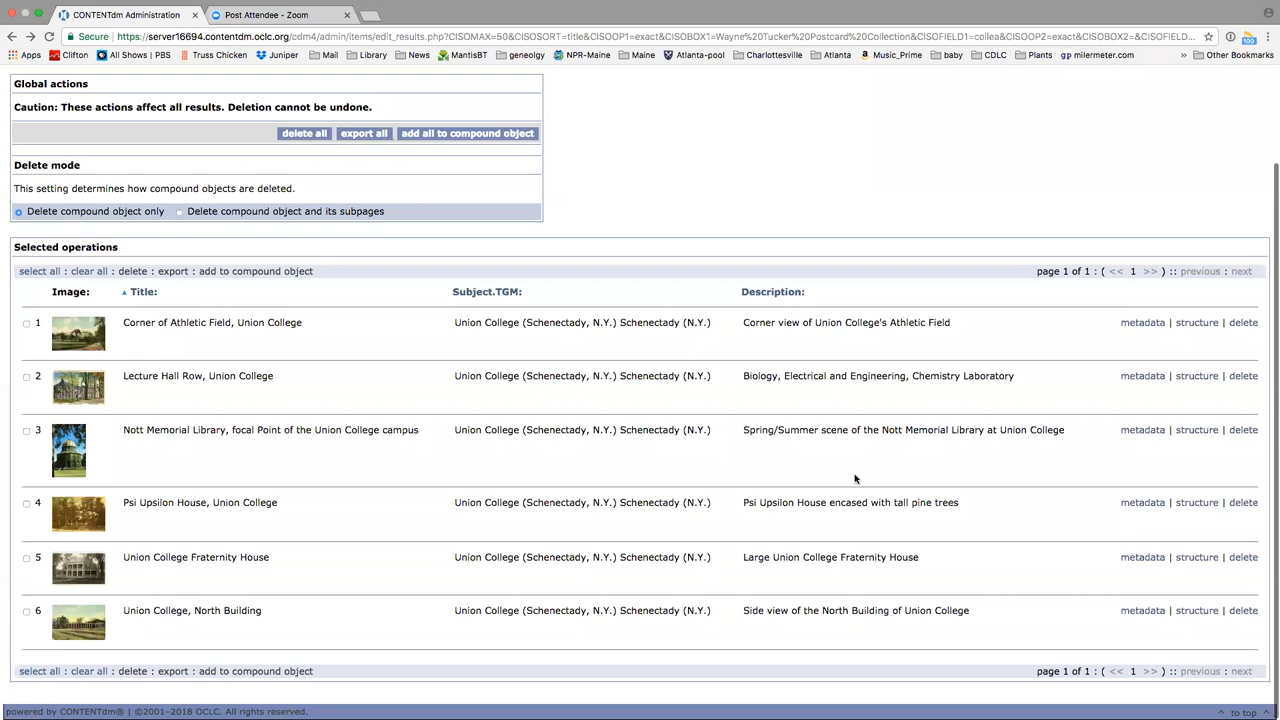 CONTENTdm Administration
Post Attendee - Zoom
Secure
https://server16694.contentdm.oclc.org/cdm4/admin/items/edit_results.php?CISOMAX=50&CISOSORT=title&CISOOP1=exact&CISOBOX1=Wayne%20Tucker%20Postcard%20Collection&CISOFIELD1=collea&CISOOP2=exact&CISOBOX2=&CISOFIELD...
Apps Clifton All Shows | PBS Truss Chicken Juniper Mail Library News MantisBT geneolgy NPR-Maine Maine Atlanta-pool Charlottesville Atlanta Music_Prime baby CDLC Plants gp milermeter.com » Other Bookmarks
Global actions
Caution: These actions affect all results. Deletion cannot be undone.
delete all export all add all to compound object
Delete mode
This setting determines how compound objects are deleted.
Delete compound object only Delete compound object and its subpages
Selected operations
select all : clear all : delete : export : add to compound object page 1 of 1 : ( << 1 >> ) :: previous : next
Image: Title: Subject.TGM: Description:
1 Corner of Athletic Field, Union College Union College (Schenectady, N.Y.) Schenectady (N.Y.) Corner view of Union College's Athletic Field metadata | structure | delete
2 Lecture Hall Row, Union College Union College (Schenectady, N.Y.) Schenectady (N.Y.) Biology, Electrical and Engineering, Chemistry Laboratory metadata | structure | delete
3 Nott Memorial Library, focal Point of the Union College campus Union College (Schenectady, N.Y.) Schenectady (N.Y.) Spring/Summer scene of the Nott Memorial Library at Union College metadata | structure | delete
4 Psi Upsilon House, Union College Union College (Schenectady, N.Y.) Schenectady (N.Y.) Psi Upsilon House encased with tall pine trees metadata | structure | delete
5 Union College Fraternity House Union College (Schenectady, N.Y.) Schenectady (N.Y.) Large Union College Fraternity House metadata | structure | delete
6 Union College, North Building Union College (Schenectady, N.Y.) Schenectady (N.Y.) Side view of the North Building of Union College metadata | structure | delete
select all : clear all : delete : export : add to compound object page 1 of 1 : ( << 1 >> ) :: previous : next
powered by CONTENTdm® | ©2001-2018 OCLC. All rights reserved. ^ to top ^